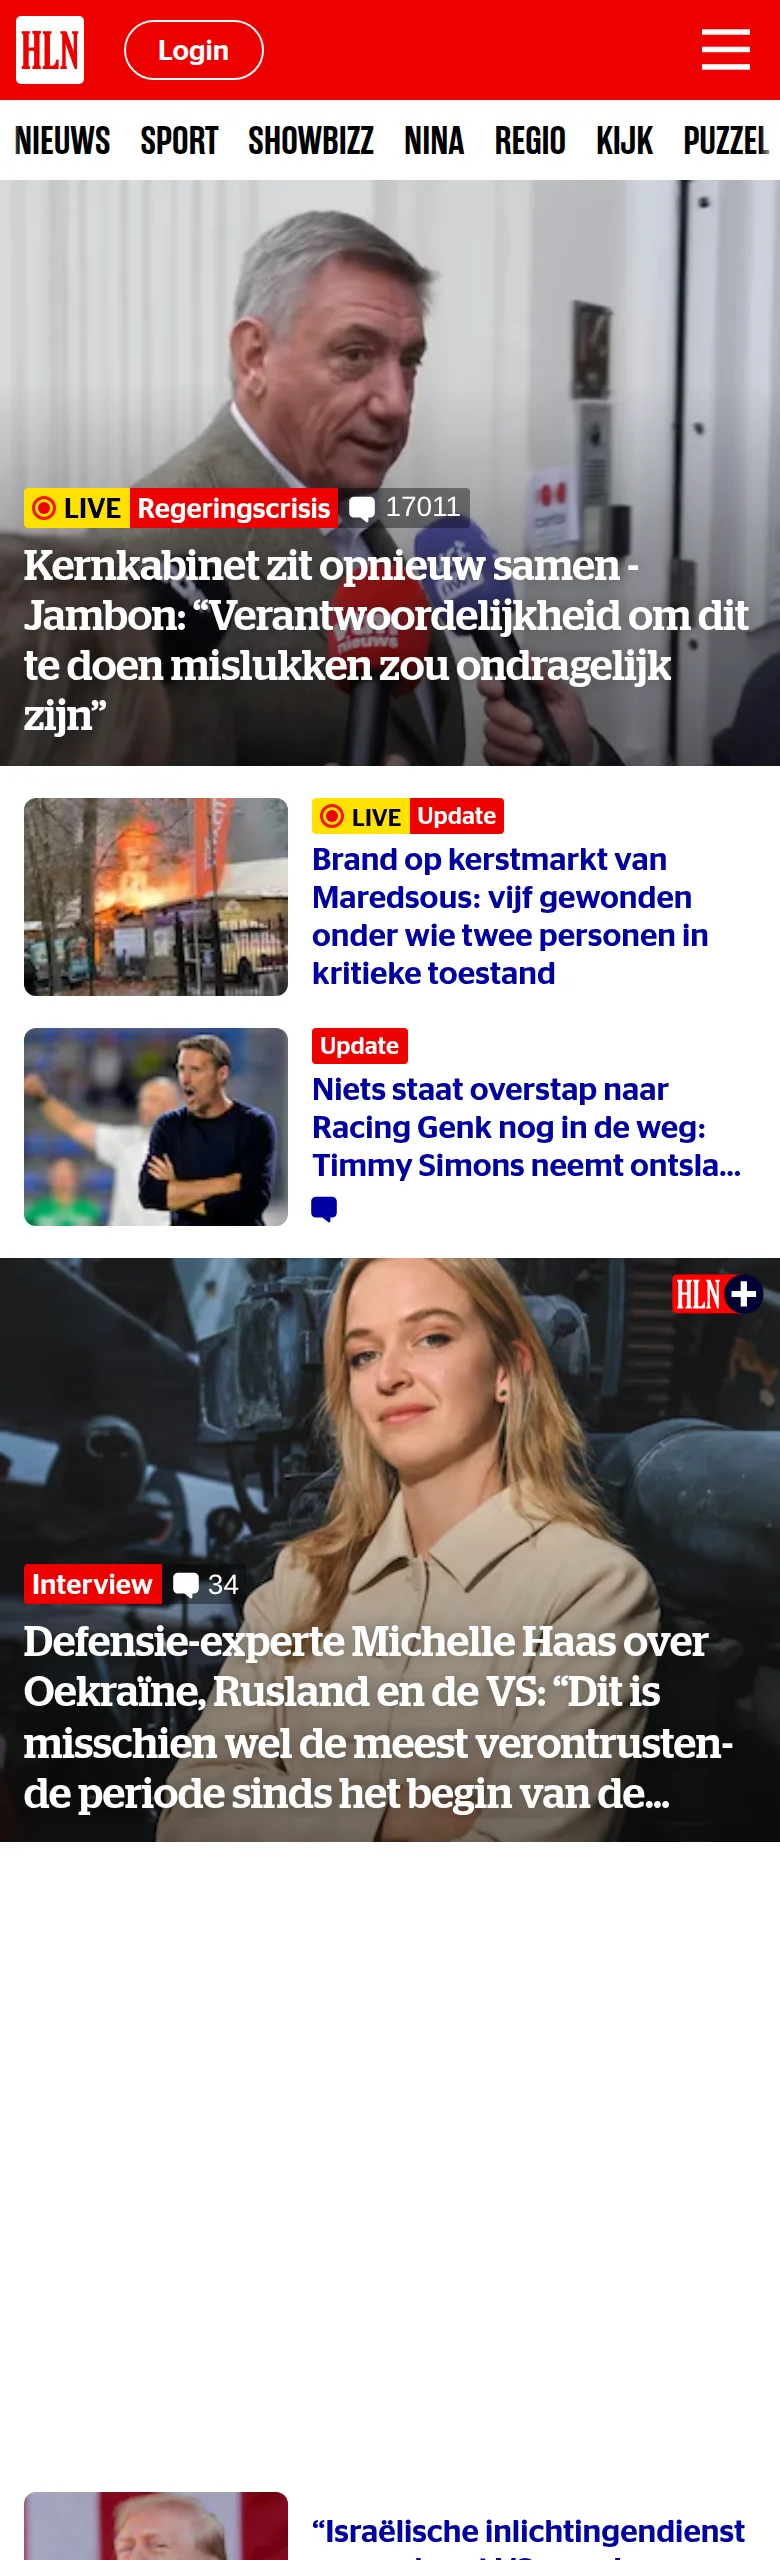 HLN
Login
NIEUWS SPORT SHOWBIZZ NINA REGIO KIJK PUZZEL
LIVE Regeringscrisis 17011
Kernkabinet zit opnieuw samen -
Jambon: “Verantwoordelijkheid om dit
te doen mislukken zou ondragelijk
zijn”
nieuws
LIVE Update
Brand op kerstmarkt van
Maredsous: vijf gewonden
onder wie twee personen in
kritieke toestand
Update
Niets staat overstap naar
Racing Genk nog in de weg:
Timmy Simons neemt ontsla...
HLN+
Interview 34
Defensie-experte Michelle Haas over
Oekraïne, Rusland en de VS: “Dit is
misschien wel de meest verontrusten-
de periode sinds het begin van de...
“Israëlische inlichtingendienst